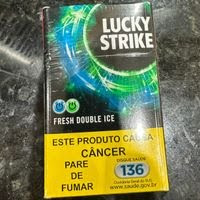 LUCKY
STRIKE
FRESH DOUBLE ICE
ESTE PRODUTO CAUSA
CÂNCER
PARE
DE
FUMAR
DISQUE SAÚDE
136
Ouvidoria Geral do SUS
www.saude.gov.br